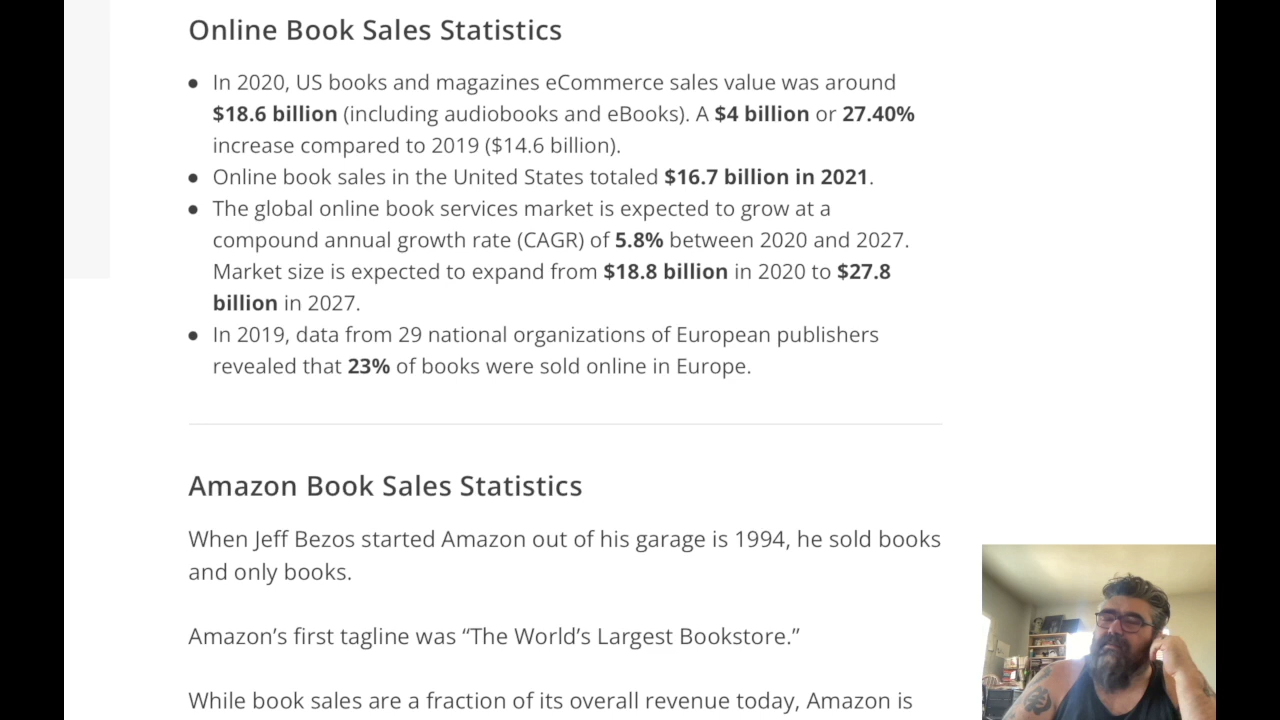 Online Book Sales Statistics
• In 2020, US books and magazines eCommerce sales value was around
$18.6 billion (including audiobooks and eBooks). A $4 billion or 27.40%
increase compared to 2019 ($14.6 billion).
• Online book sales in the United States totaled $16.7 billion in 2021.
• The global online book services market is expected to grow at a
compound annual growth rate (CAGR) of 5.8% between 2020 and 2027.
Market size is expected to expand from $18.8 billion in 2020 to $27.8
billion in 2027.
• In 2019, data from 29 national organizations of European publishers
revealed that 23% of books were sold online in Europe.
Amazon Book Sales Statistics
When Jeff Bezos started Amazon out of his garage is 1994, he sold books
and only books.
Amazon’s first tagline was “The World’s Largest Bookstore.”
While book sales are a fraction of its overall revenue today, Amazon is